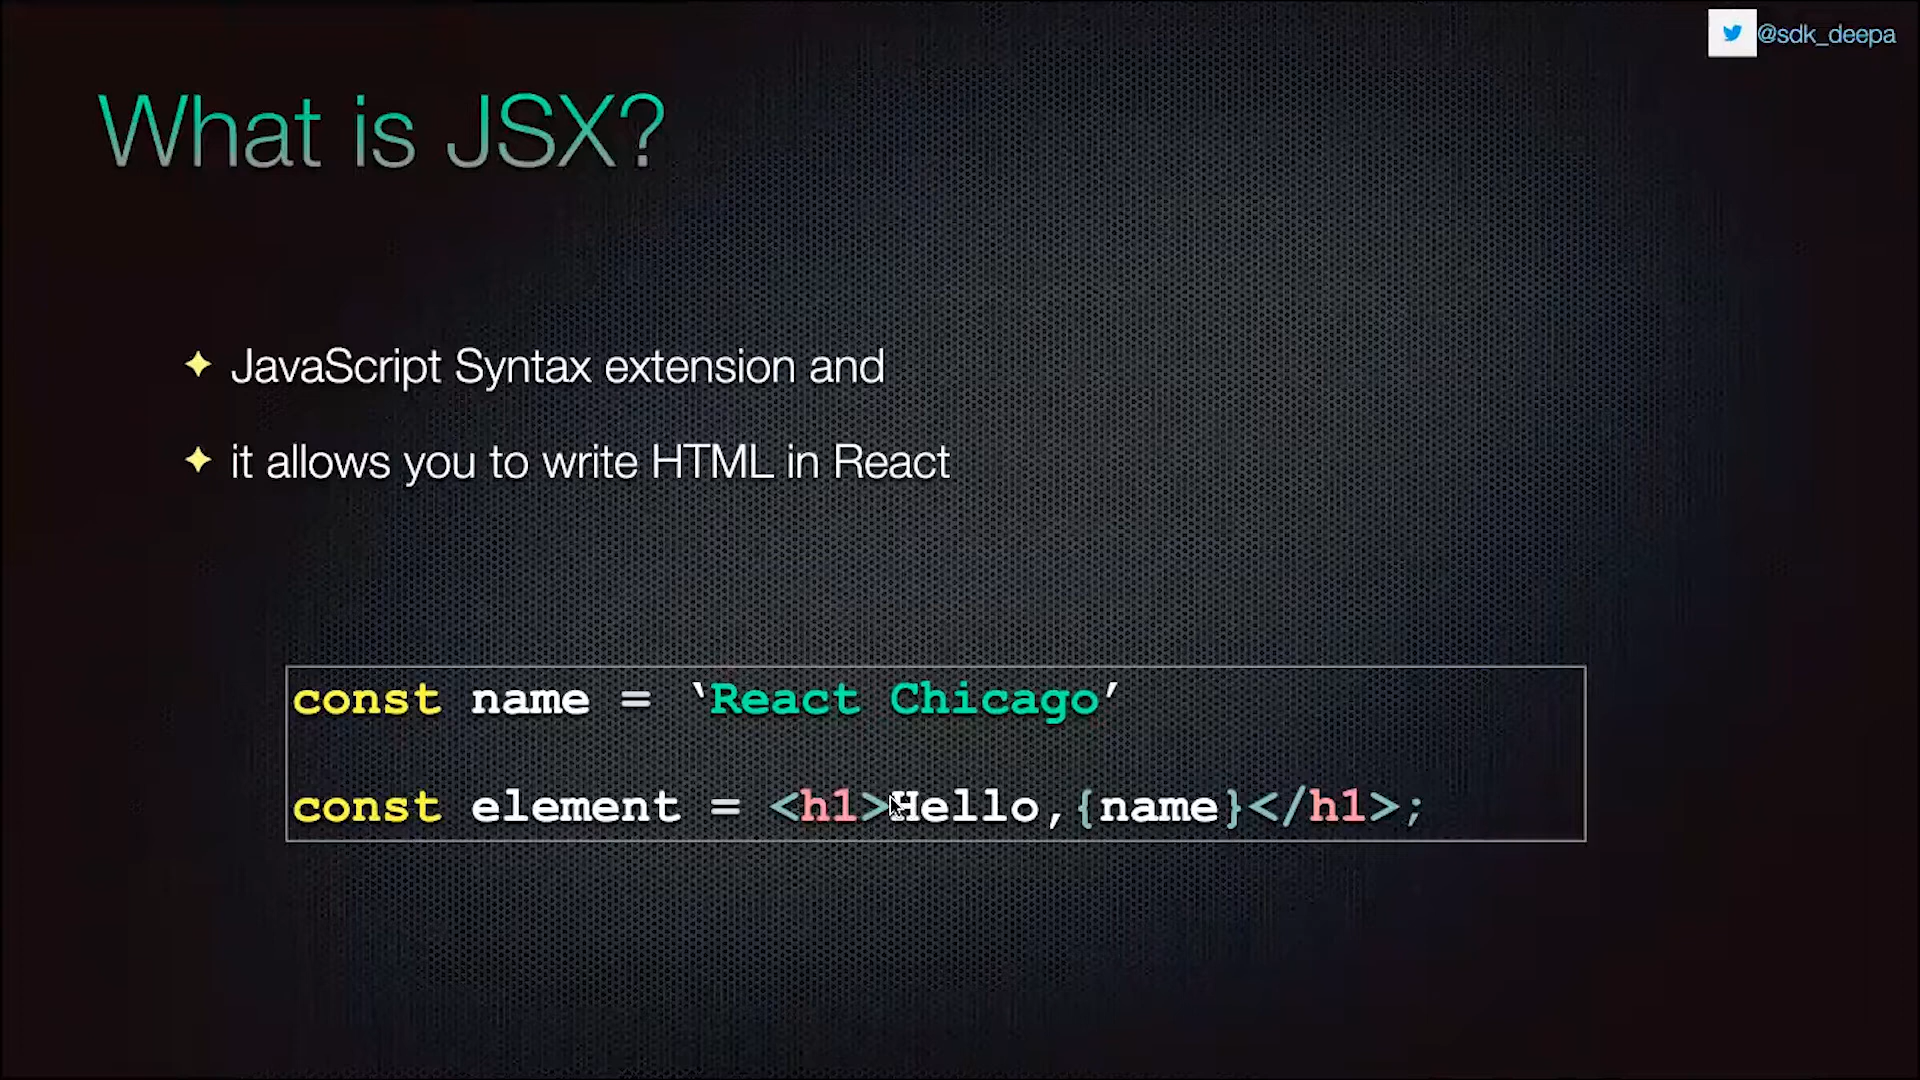 @sdk_deepa
What is JSX?
✦ JavaScript Syntax extension and
✦ it allows you to write HTML in React
const name = ‘React Chicago’
const element = <h1>Hello,{name}</h1>;